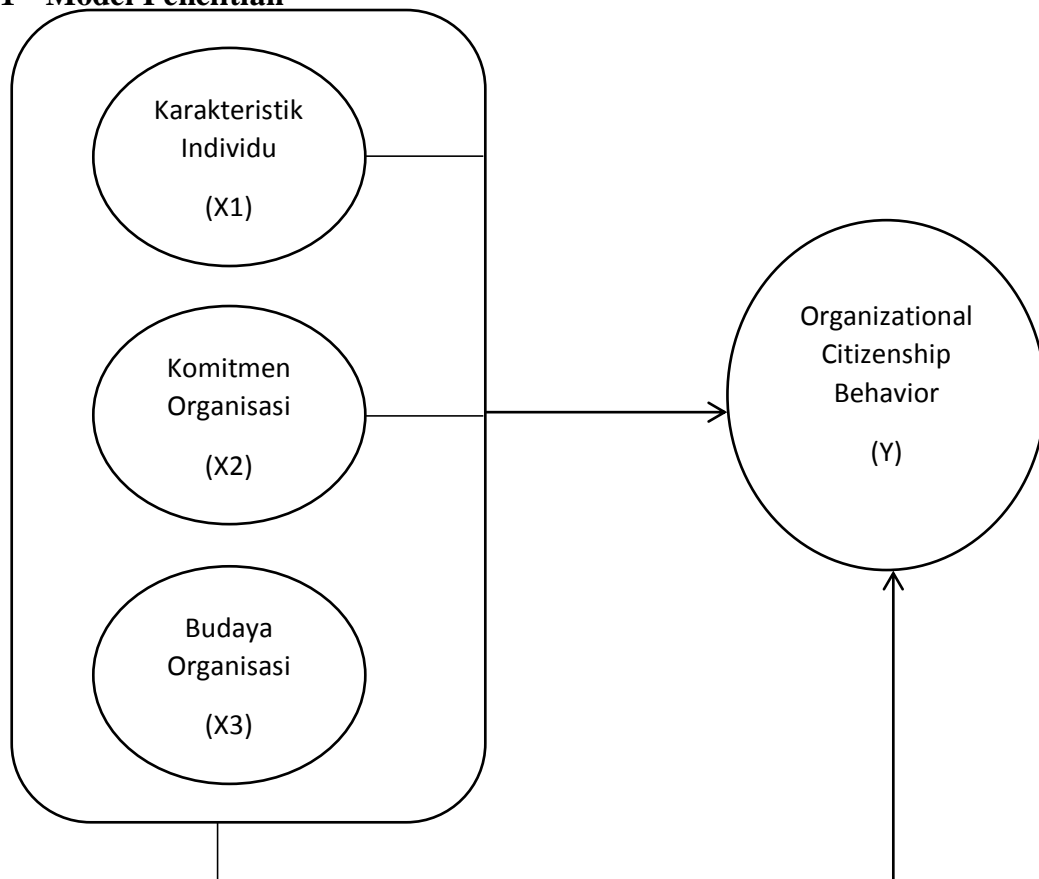 Model Penelitian
Karakteristik
Individu
(X1)
Komitmen
Organisasi
(X2)
Budaya
Organisasi
(X3)
Organizational
Citizenship
Behavior
(Y)